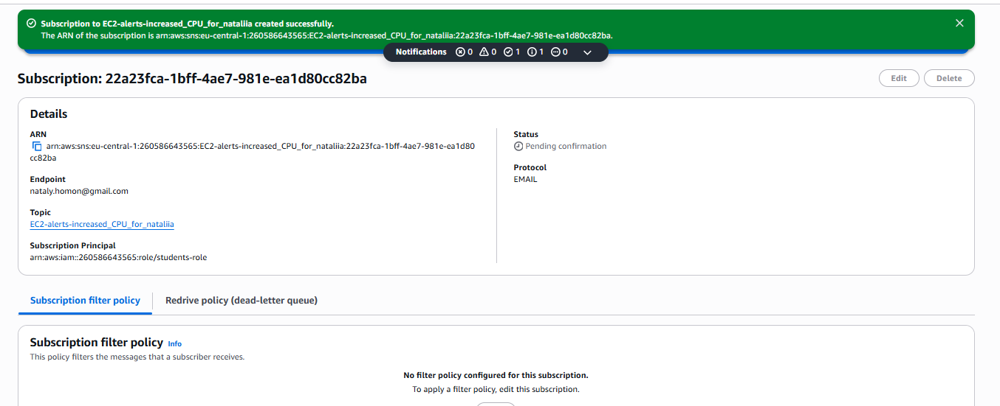 Subscription to EC2-alerts-increased_CPU_for_nataliia created successfully.
The ARN of the subscription is arn:aws:sns:eu-central-1:260586643565:EC2-alerts-increased_CPU_for_nataliia:22a23fca-1bff-4ae7-981e-ea1d80cc82ba.
Notifications 0 0 1 1 0
Subscription: 22a23fca-1bff-4ae7-981e-ea1d80cc82ba
Edit
Delete
Details
ARN
arn:aws:sns:eu-central-1:260586643565:EC2-alerts-increased_CPU_for_nataliia:22a23fca-1bff-4ae7-981e-ea1d80
cc82ba
Endpoint
nataly.homon@gmail.com
Topic
EC2-alerts-increased_CPU_for_nataliia
Subscription Principal
arn:aws:iam::260586643565:role/students-role
Status
Pending confirmation
Protocol
EMAIL
Subscription filter policy
Redrive policy (dead-letter queue)
Subscription filter policy Info
This policy filters the messages that a subscriber receives.
No filter policy configured for this subscription.
To apply a filter policy, edit this subscription.